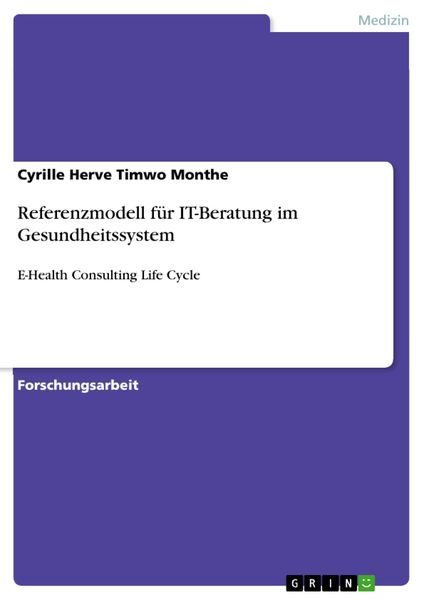 Medizin
Cyrille Herve Timwo Monthe
Referenzmodell für IT-Beratung im
Gesundheitssystem
E-Health Consulting Life Cycle
Forschungsarbeit
GRIN